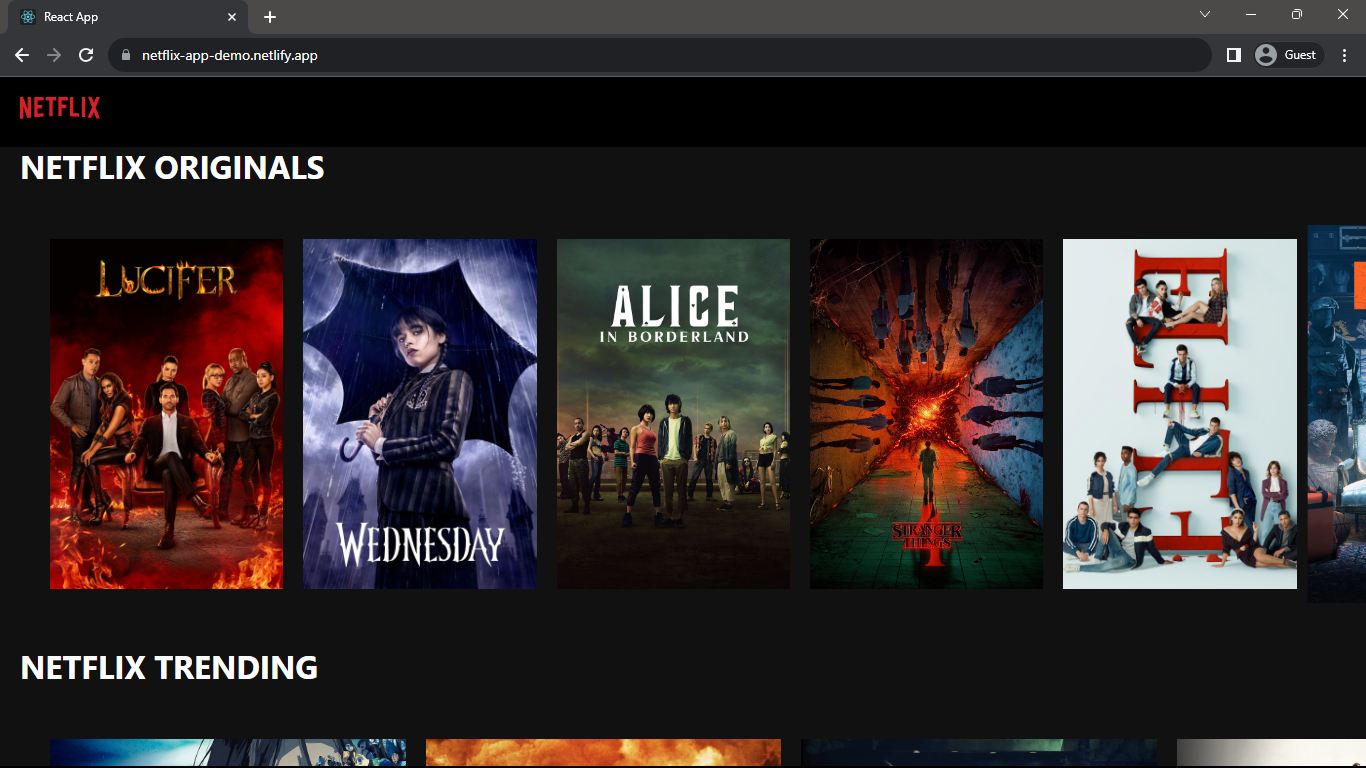 React App
netflix-app-demo.netlify.app
Guest
NETFLIX
NETFLIX ORIGINALS
LUCIFER
WEDNESDAY
ALICE
IN BORDERLAND
STRANGER
THINGS
4
ELITE
NETFLIX TRENDING